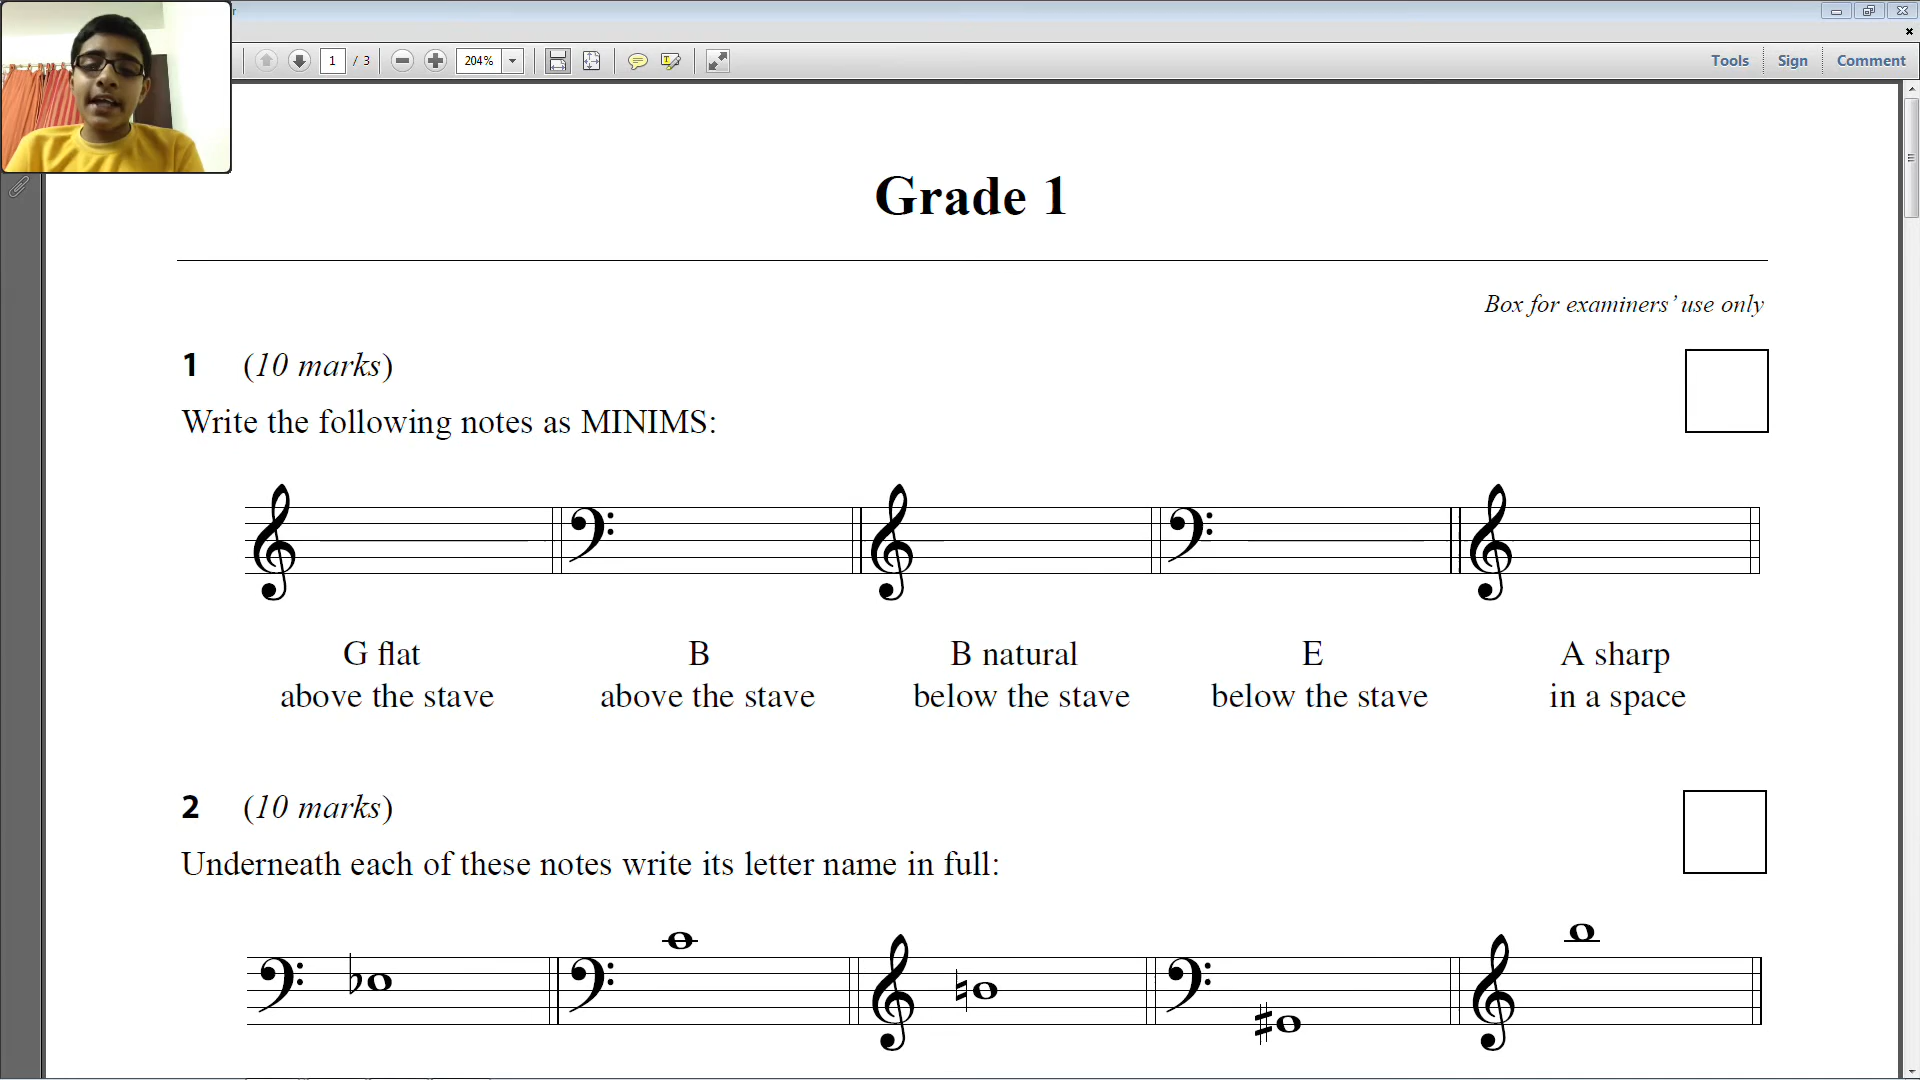 r
1 / 3 204% Tools Sign Comment
Grade 1
Box for examiners’ use only
1 (10 marks)
Write the following notes as MINIMS:
G flat B B natural E A sharp
above the stave above the stave below the stave below the stave in a space
2 (10 marks)
Underneath each of these notes write its letter name in full: